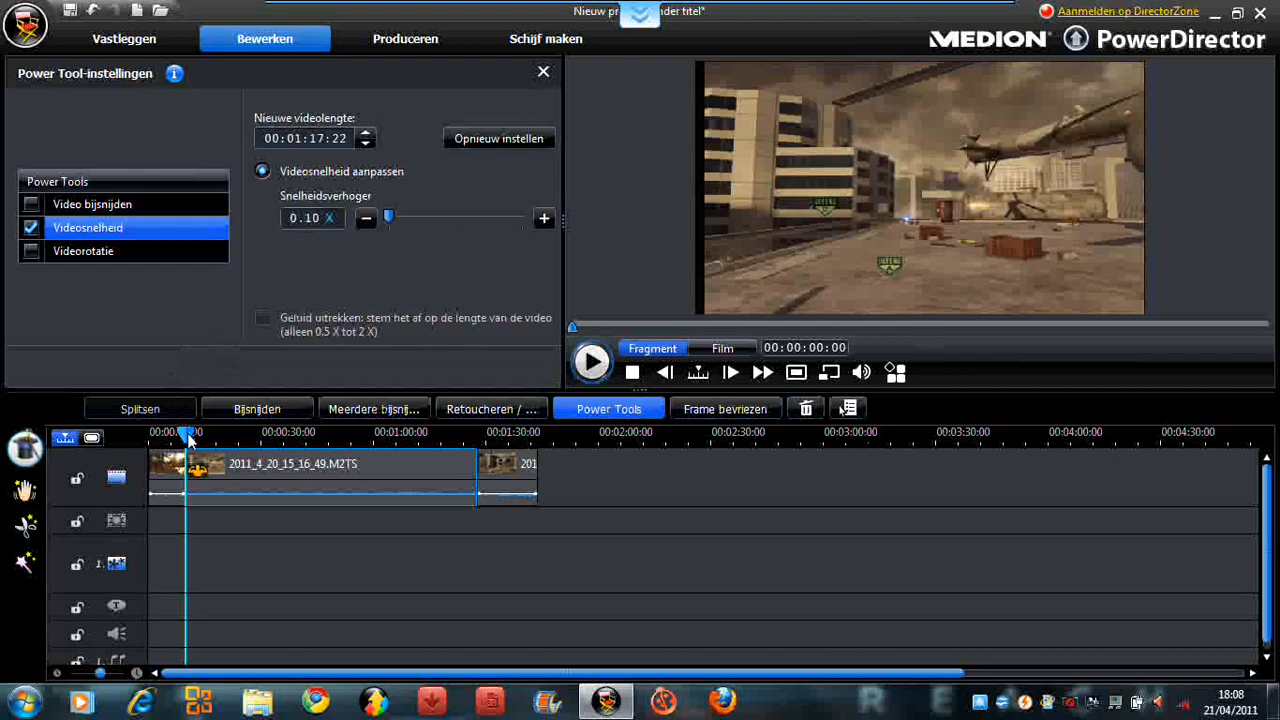 Nieuw pr ader titel*
Aanmelden op DirectorZone
Vastleggen
Bewerken
Produceren
Schijf maken
MEDION PowerDirector
Power Tool-instellingen
Nieuwe videolengte:
00:01:17:22
Opnieuw instellen
Videosnelheid aanpassen
Snelheidsverhoger
0.10 X
Power Tools
Video bijsnijden
Videosnelheid
Videorotatie
Geluid uitrekken: stem het af op de lengte van de video
(alleen 0.5 X tot 2 X)
Fragment
Film
00:00:00:00
Splitsen
Bijsnijden
Meerdere bijsnij...
Retoucheren / ...
Power Tools
Frame bevriezen
00:00:30:00
00:01:00:00
00:01:30:00
00:02:00:00
00:02:30:00
00:03:00:00
00:03:30:00
00:04:00:00
00:04:30:00
2011_4_20_15_16_49.M2TS
201
1.
T
18:08
21/04/2011